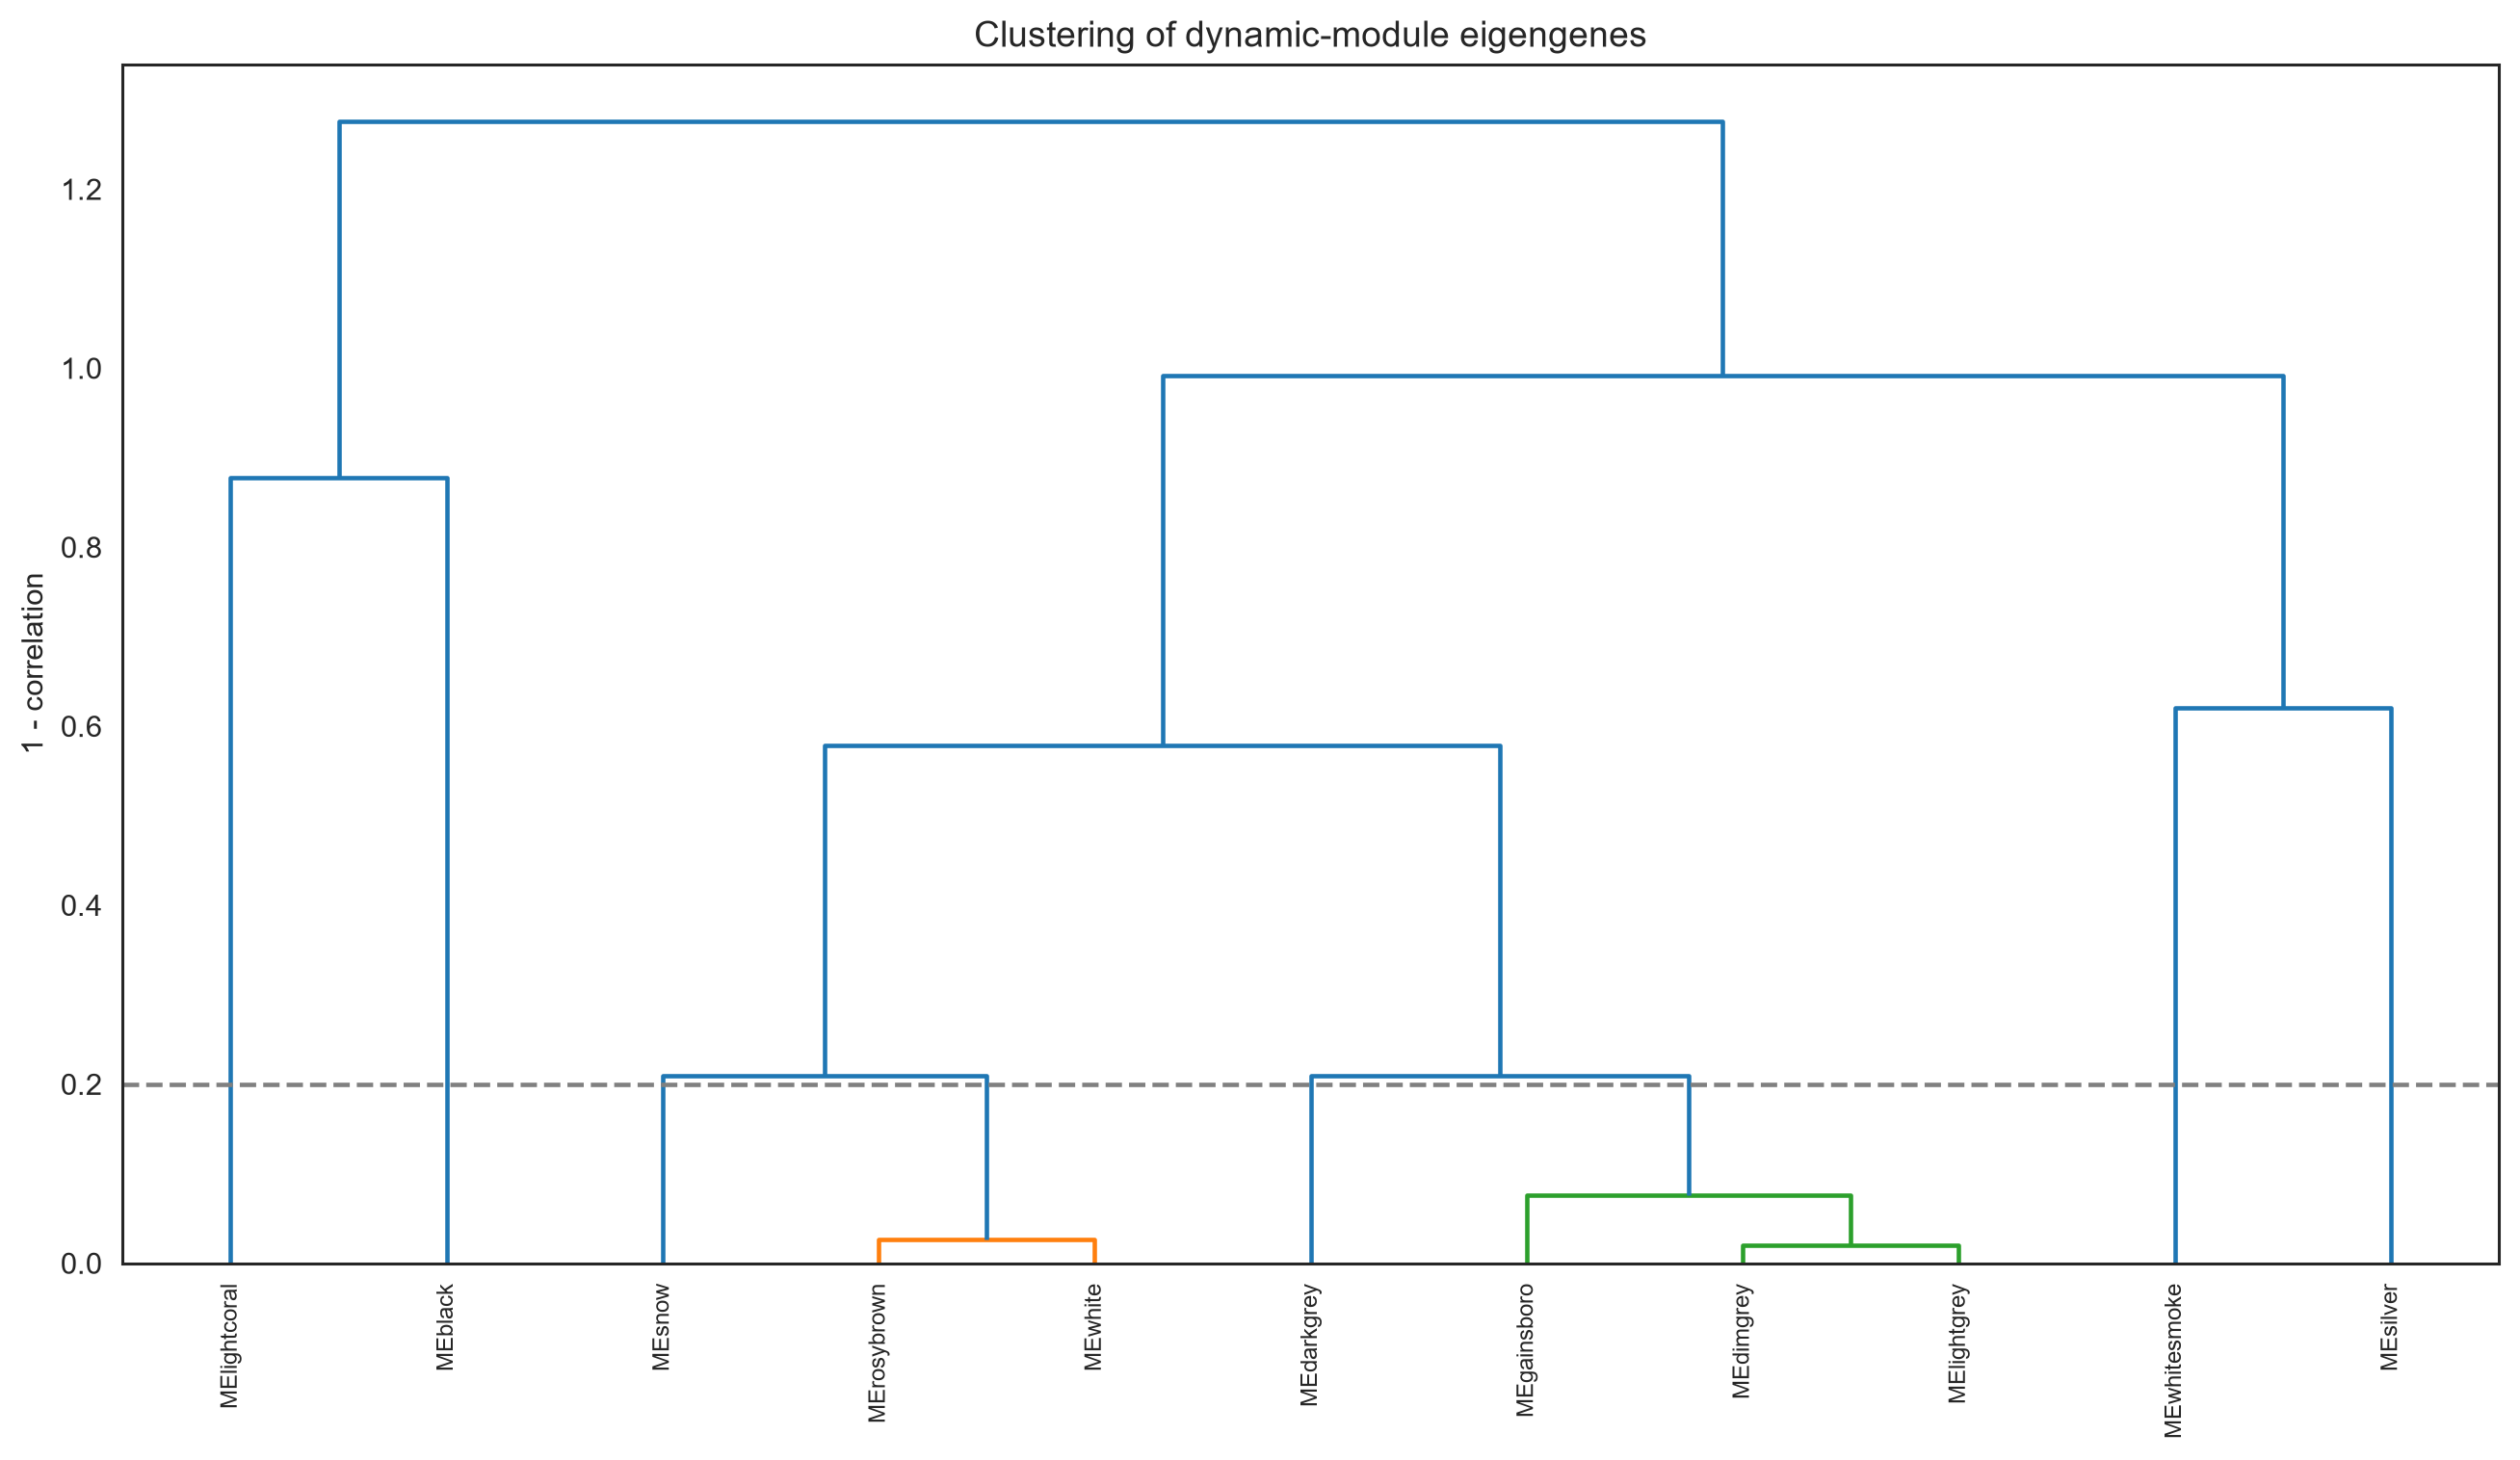 Clustering of dynamic-module eigengenes
1 - correlation
1.2
1.0
0.8
0.6
0.4
0.2
0.0
MElightcoral
MEblack
MEsnow
MErosybrown
MEwhite
MEdarkgrey
MEgainsboro
MEdimgrey
MElightgrey
MEwhitesmoke
MEsilver